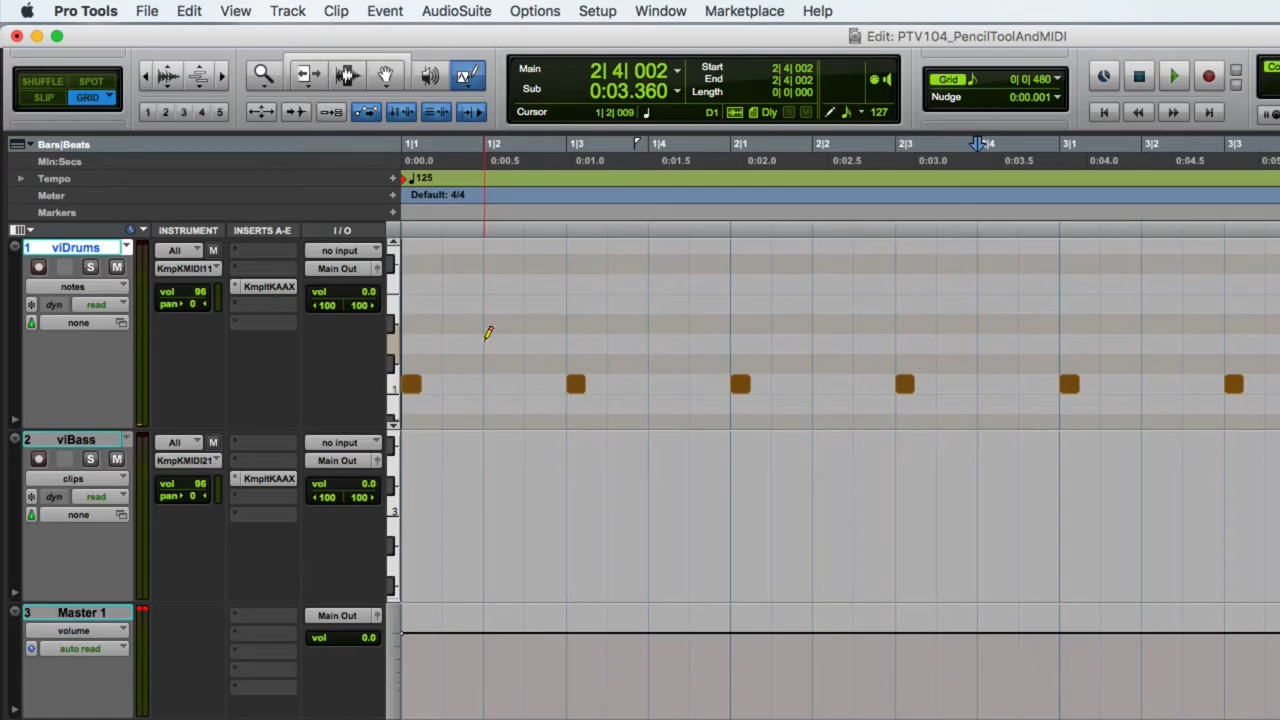 Pro Tools File Edit View Track Clip Event AudioSuite Options Setup Window Marketplace Help
Edit: PTV104_PencilToolAndMIDI
SHUFFLE SPOT
SLIP GRID
1 2 3 4 5
Main 2| 4| 002
Sub 0:03.360
Start 2| 4| 002
End 2| 4| 002
Length 0| 0| 000
Cursor 1| 2| 009 D1 Dly S M 127
Grid 0| 0| 480
Nudge 0:00.001
Co
Bars|Beats 1|1 1|2 1|3 1|4 2|1 2|2 2|3 2|4 3|1 3|2 3|3
Min:Secs 0:00.0 0:00.5 0:01.0 0:01.5 0:02.0 0:02.5 0:03.0 0:03.5 0:04.0 0:04.5
Tempo 125
Meter Default: 4/4
Markers
INSTRUMENT INSERTS A-E I / O
1 viDrums All M no input
S M KmpKMIDI11 Main Out
notes vol 96 KmpltKAAX vol 0.0
dyn read pan 0 100 100
none
1
2 viBass All M no input
S M KmpKMIDI21 Main Out
clips vol 96 KmpltKAAX vol 0.0
dyn read pan 0 100 100
none
3
3 Master 1 Main Out
volume vol 0.0
auto read